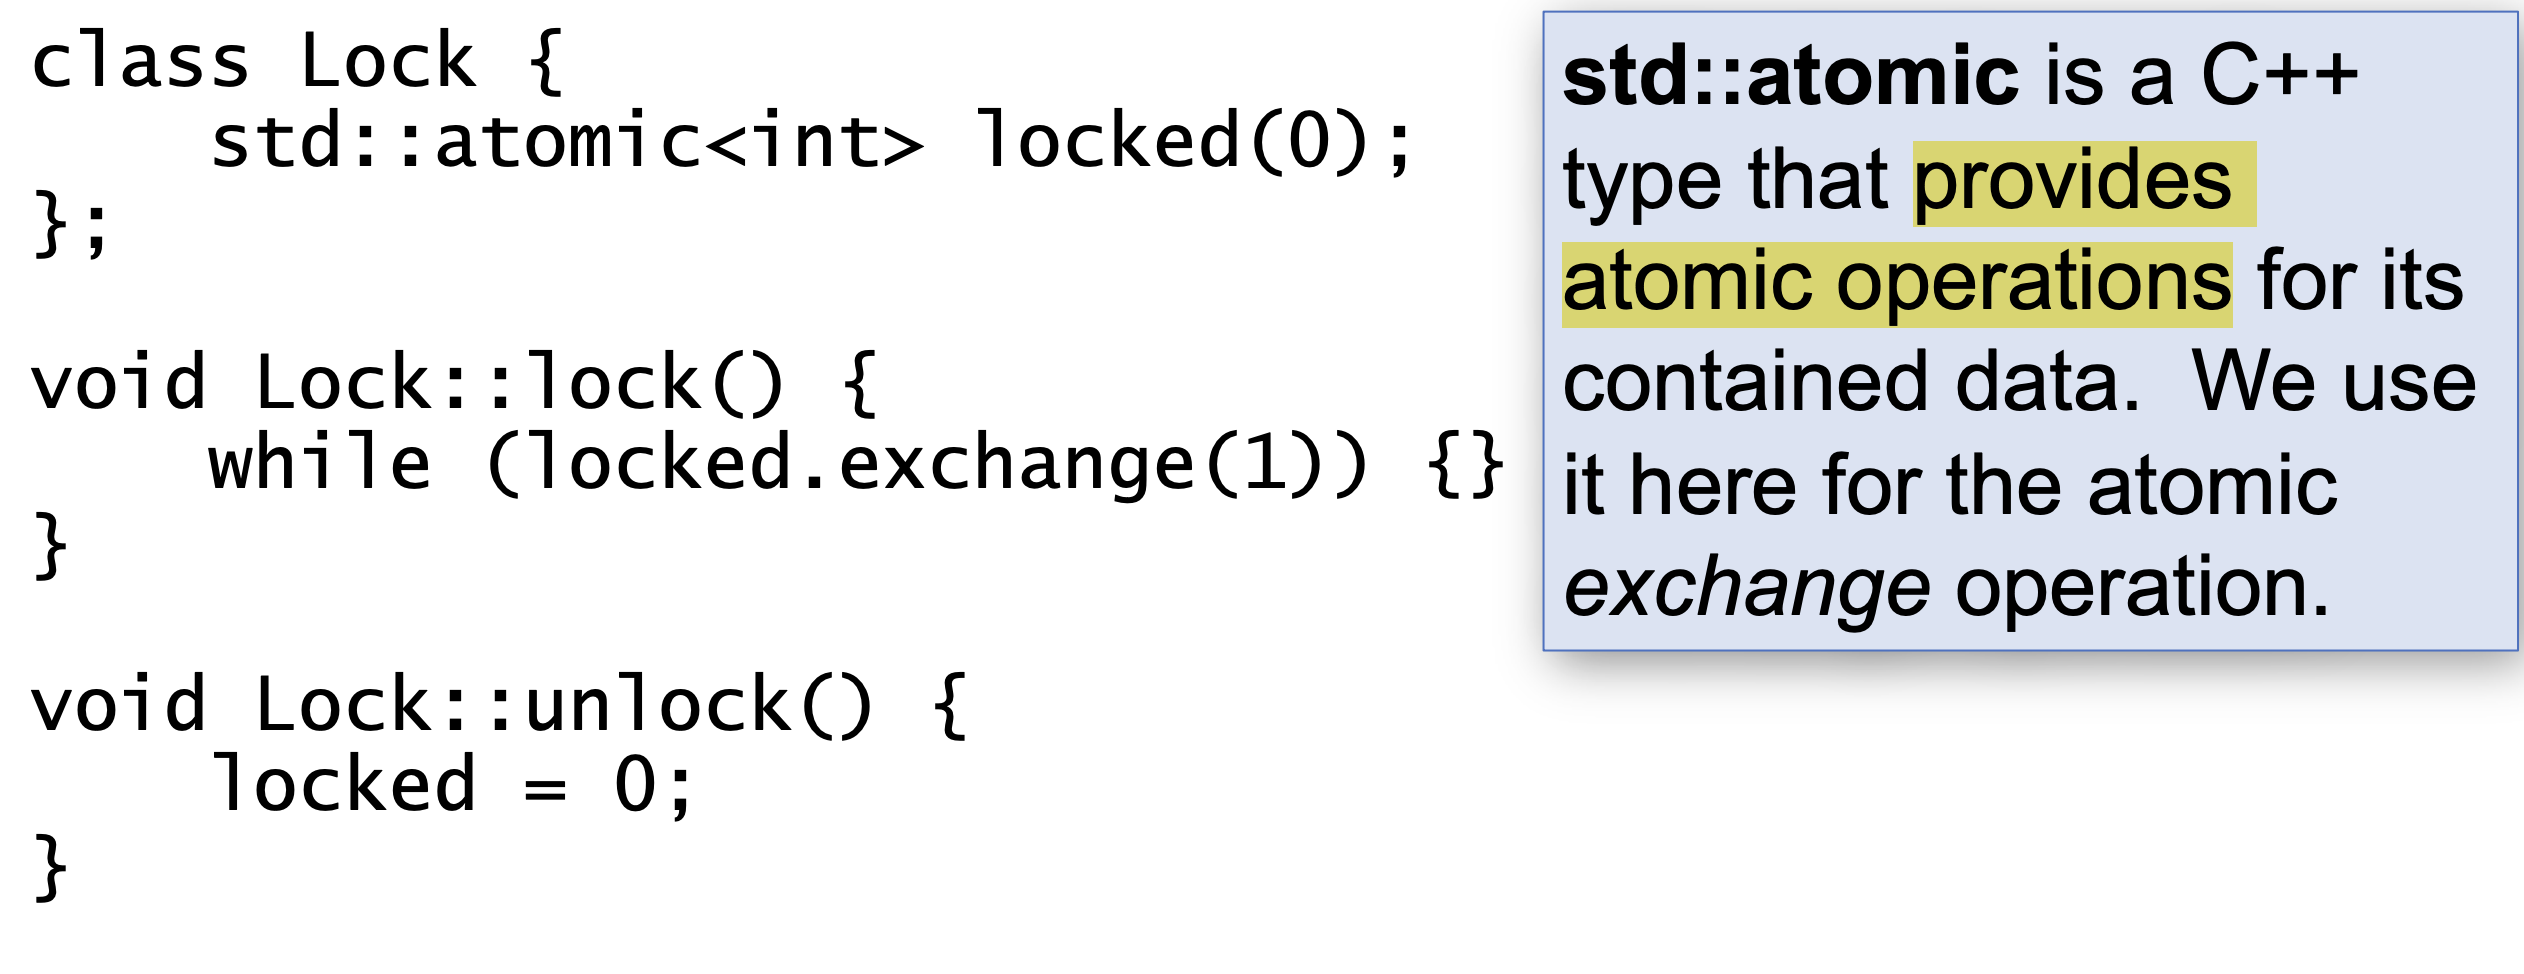 class Lock {
    std::atomic<int> locked(0);
};
void Lock::lock() {
    while (locked.exchange(1)) {}
}
void Lock::unlock() {
    locked = 0;
}
std::atomic is a C++
type that provides
atomic operations for its
contained data.  We use
it here for the atomic
exchange operation.